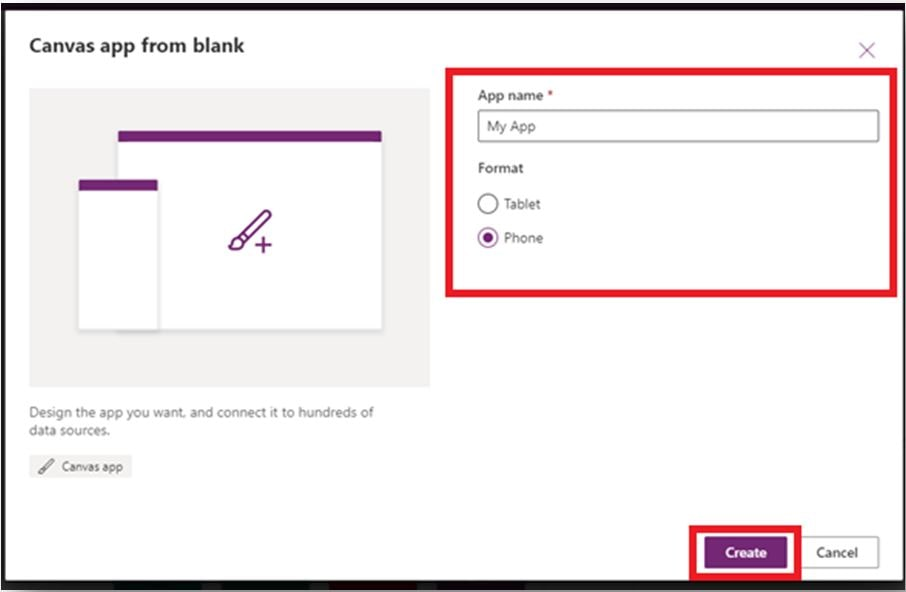 Canvas app from blank
App name *
My App
Format
Tablet
Phone
Design the app you want, and connect it to hundreds of
data sources.
Canvas app
Create
Cancel